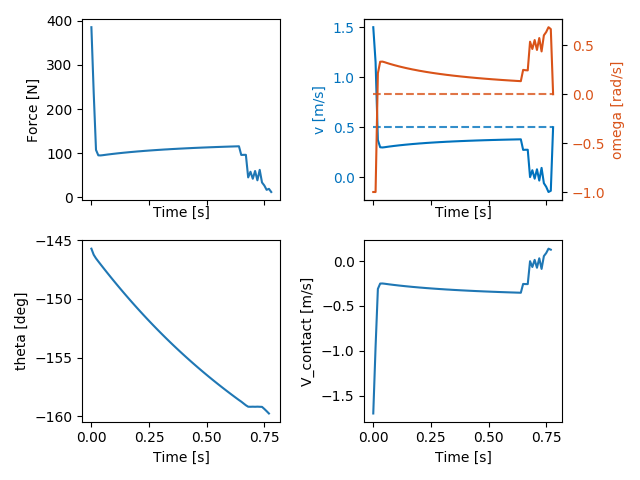 400
300
200
100
0
Force [N]
Time [s]
1.5
1.0
0.5
0.0
v [m/s]
0.5
0.0
−0.5
−1.0
omega [rad/s]
Time [s]
−145
−150
−155
−160
theta [deg]
0.00 0.25 0.50 0.75
Time [s]
0.0
−0.5
−1.0
−1.5
V_contact [m/s]
0.00 0.25 0.50 0.75
Time [s]